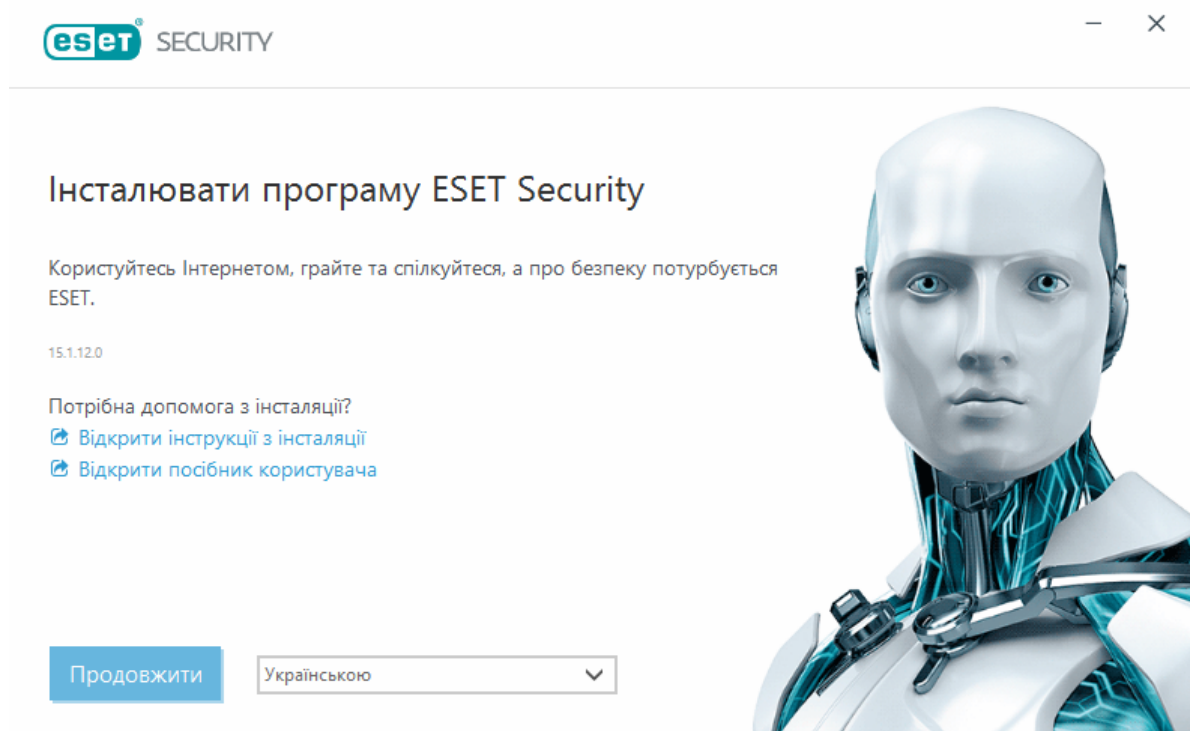 eset® SECURITY
Інсталювати програму ESET Security
Користуйтесь Інтернетом, грайте та спілкуйтеся, а про безпеку потурбується
ESET.
15.1.12.0
Потрібна допомога з інсталяції?
Відкрити інструкції з інсталяції
Відкрити посібник користувача
Продовжити
Українською